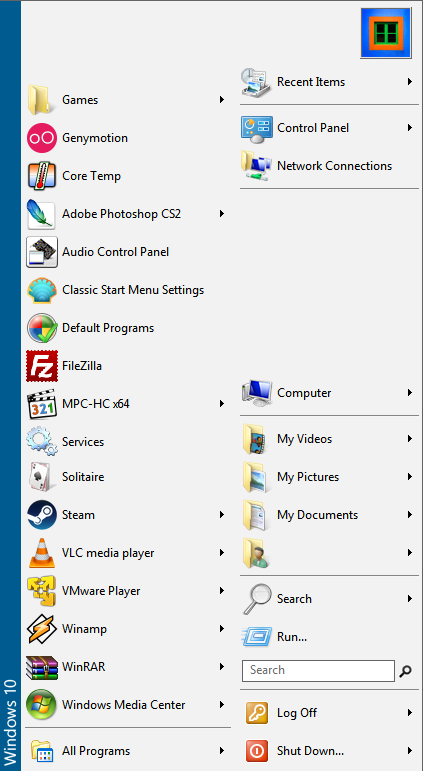 Games
Genymotion
Core Temp
Adobe Photoshop CS2
Audio Control Panel
Classic Start Menu Settings
Default Programs
Fz
FileZilla
321
MPC-HC x64
Services
Solitaire
Steam
VLC media player
VMware Player
Winamp
WinRAR
Windows Media Center
All Programs
Windows 10
Recent Items
Control Panel
Network Connections
Computer
My Videos
My Pictures
My Documents
Search
Run...
Search
Log Off
Shut Down...